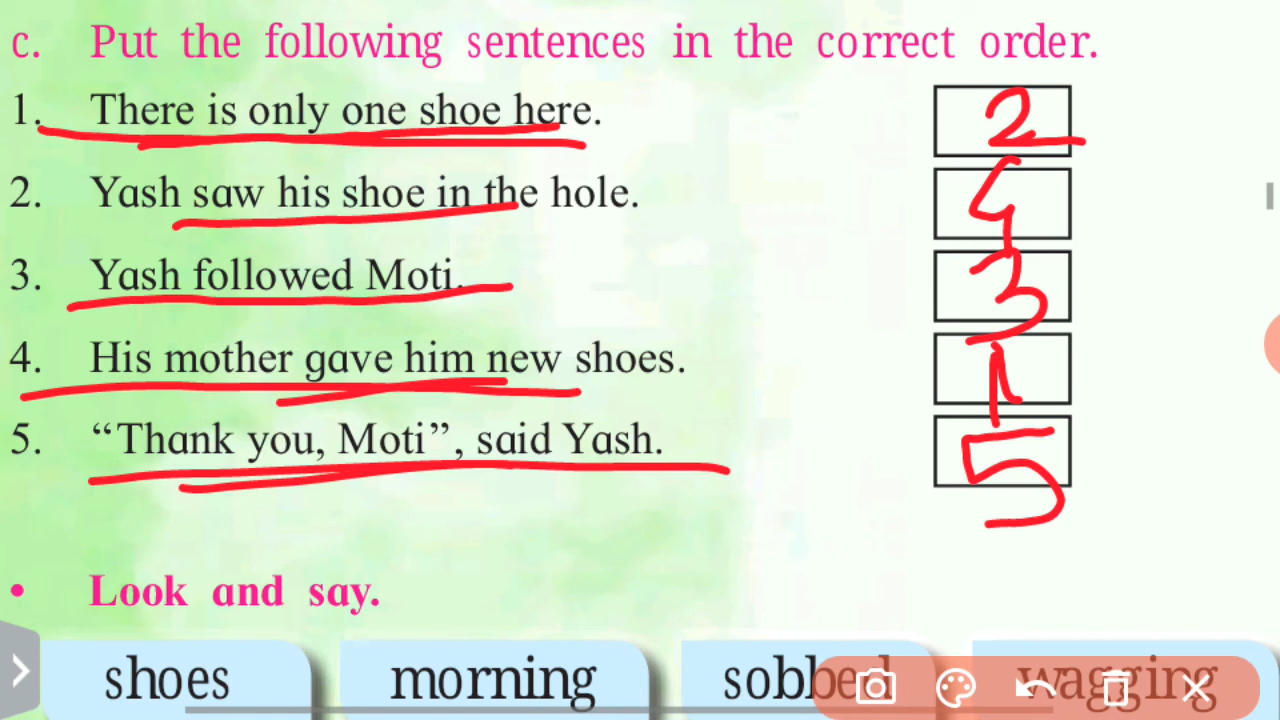 c. Put the following sentences in the correct order.
1. There is only one shoe here. 2
2. Yash saw his shoe in the hole. 4
3. Yash followed Moti. 3
4. His mother gave him new shoes. 1
5. “Thank you, Moti”, said Yash. 5
• Look and say.
shoes morning sobbed wagging